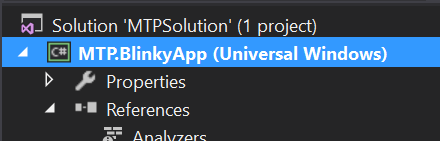 Solution 'MTPSolution' (1 project)
C# MTP.BlinkyApp (Universal Windows)
Properties
References
Analyzers